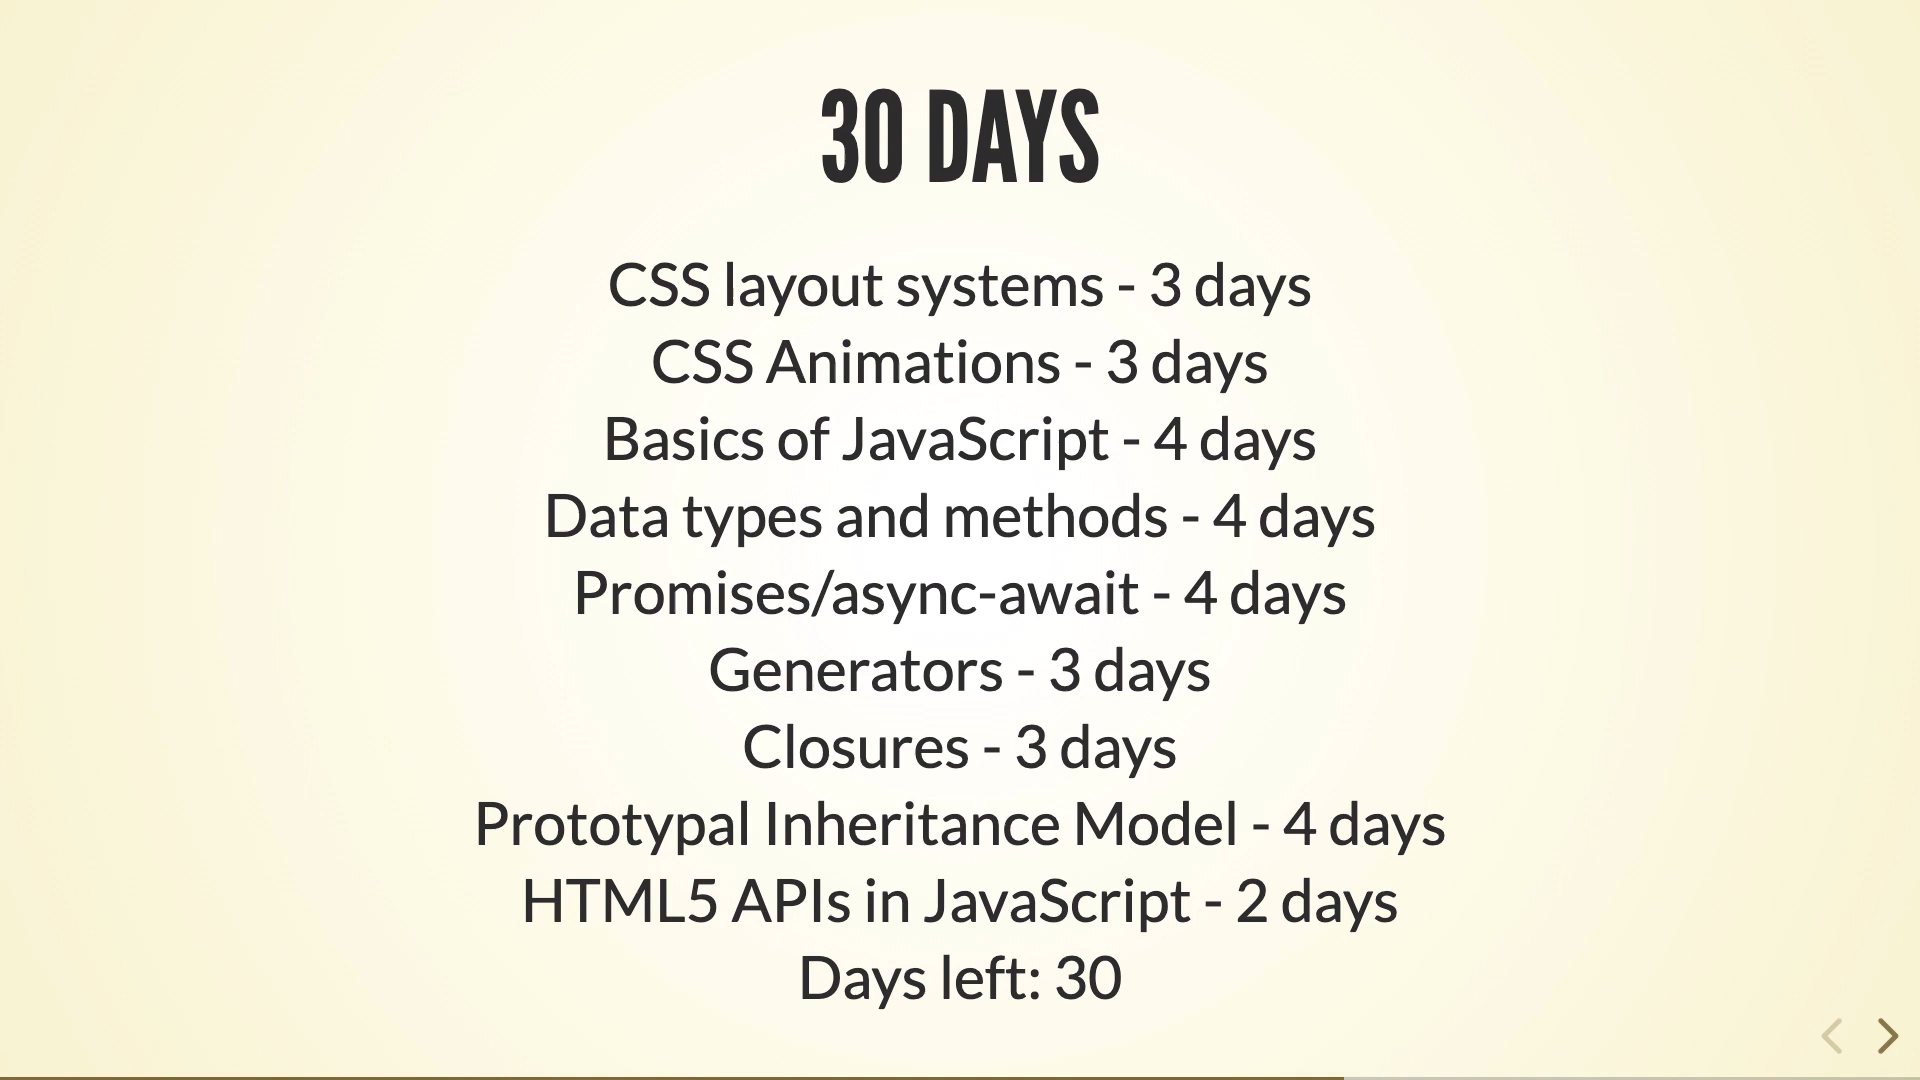 30 DAYS
CSS layout systems - 3 days
CSS Animations - 3 days
Basics of JavaScript - 4 days
Data types and methods - 4 days
Promises/async-await - 4 days
Generators - 3 days
Closures - 3 days
Prototypal Inheritance Model - 4 days
HTML5 APIs in JavaScript - 2 days
Days left: 30